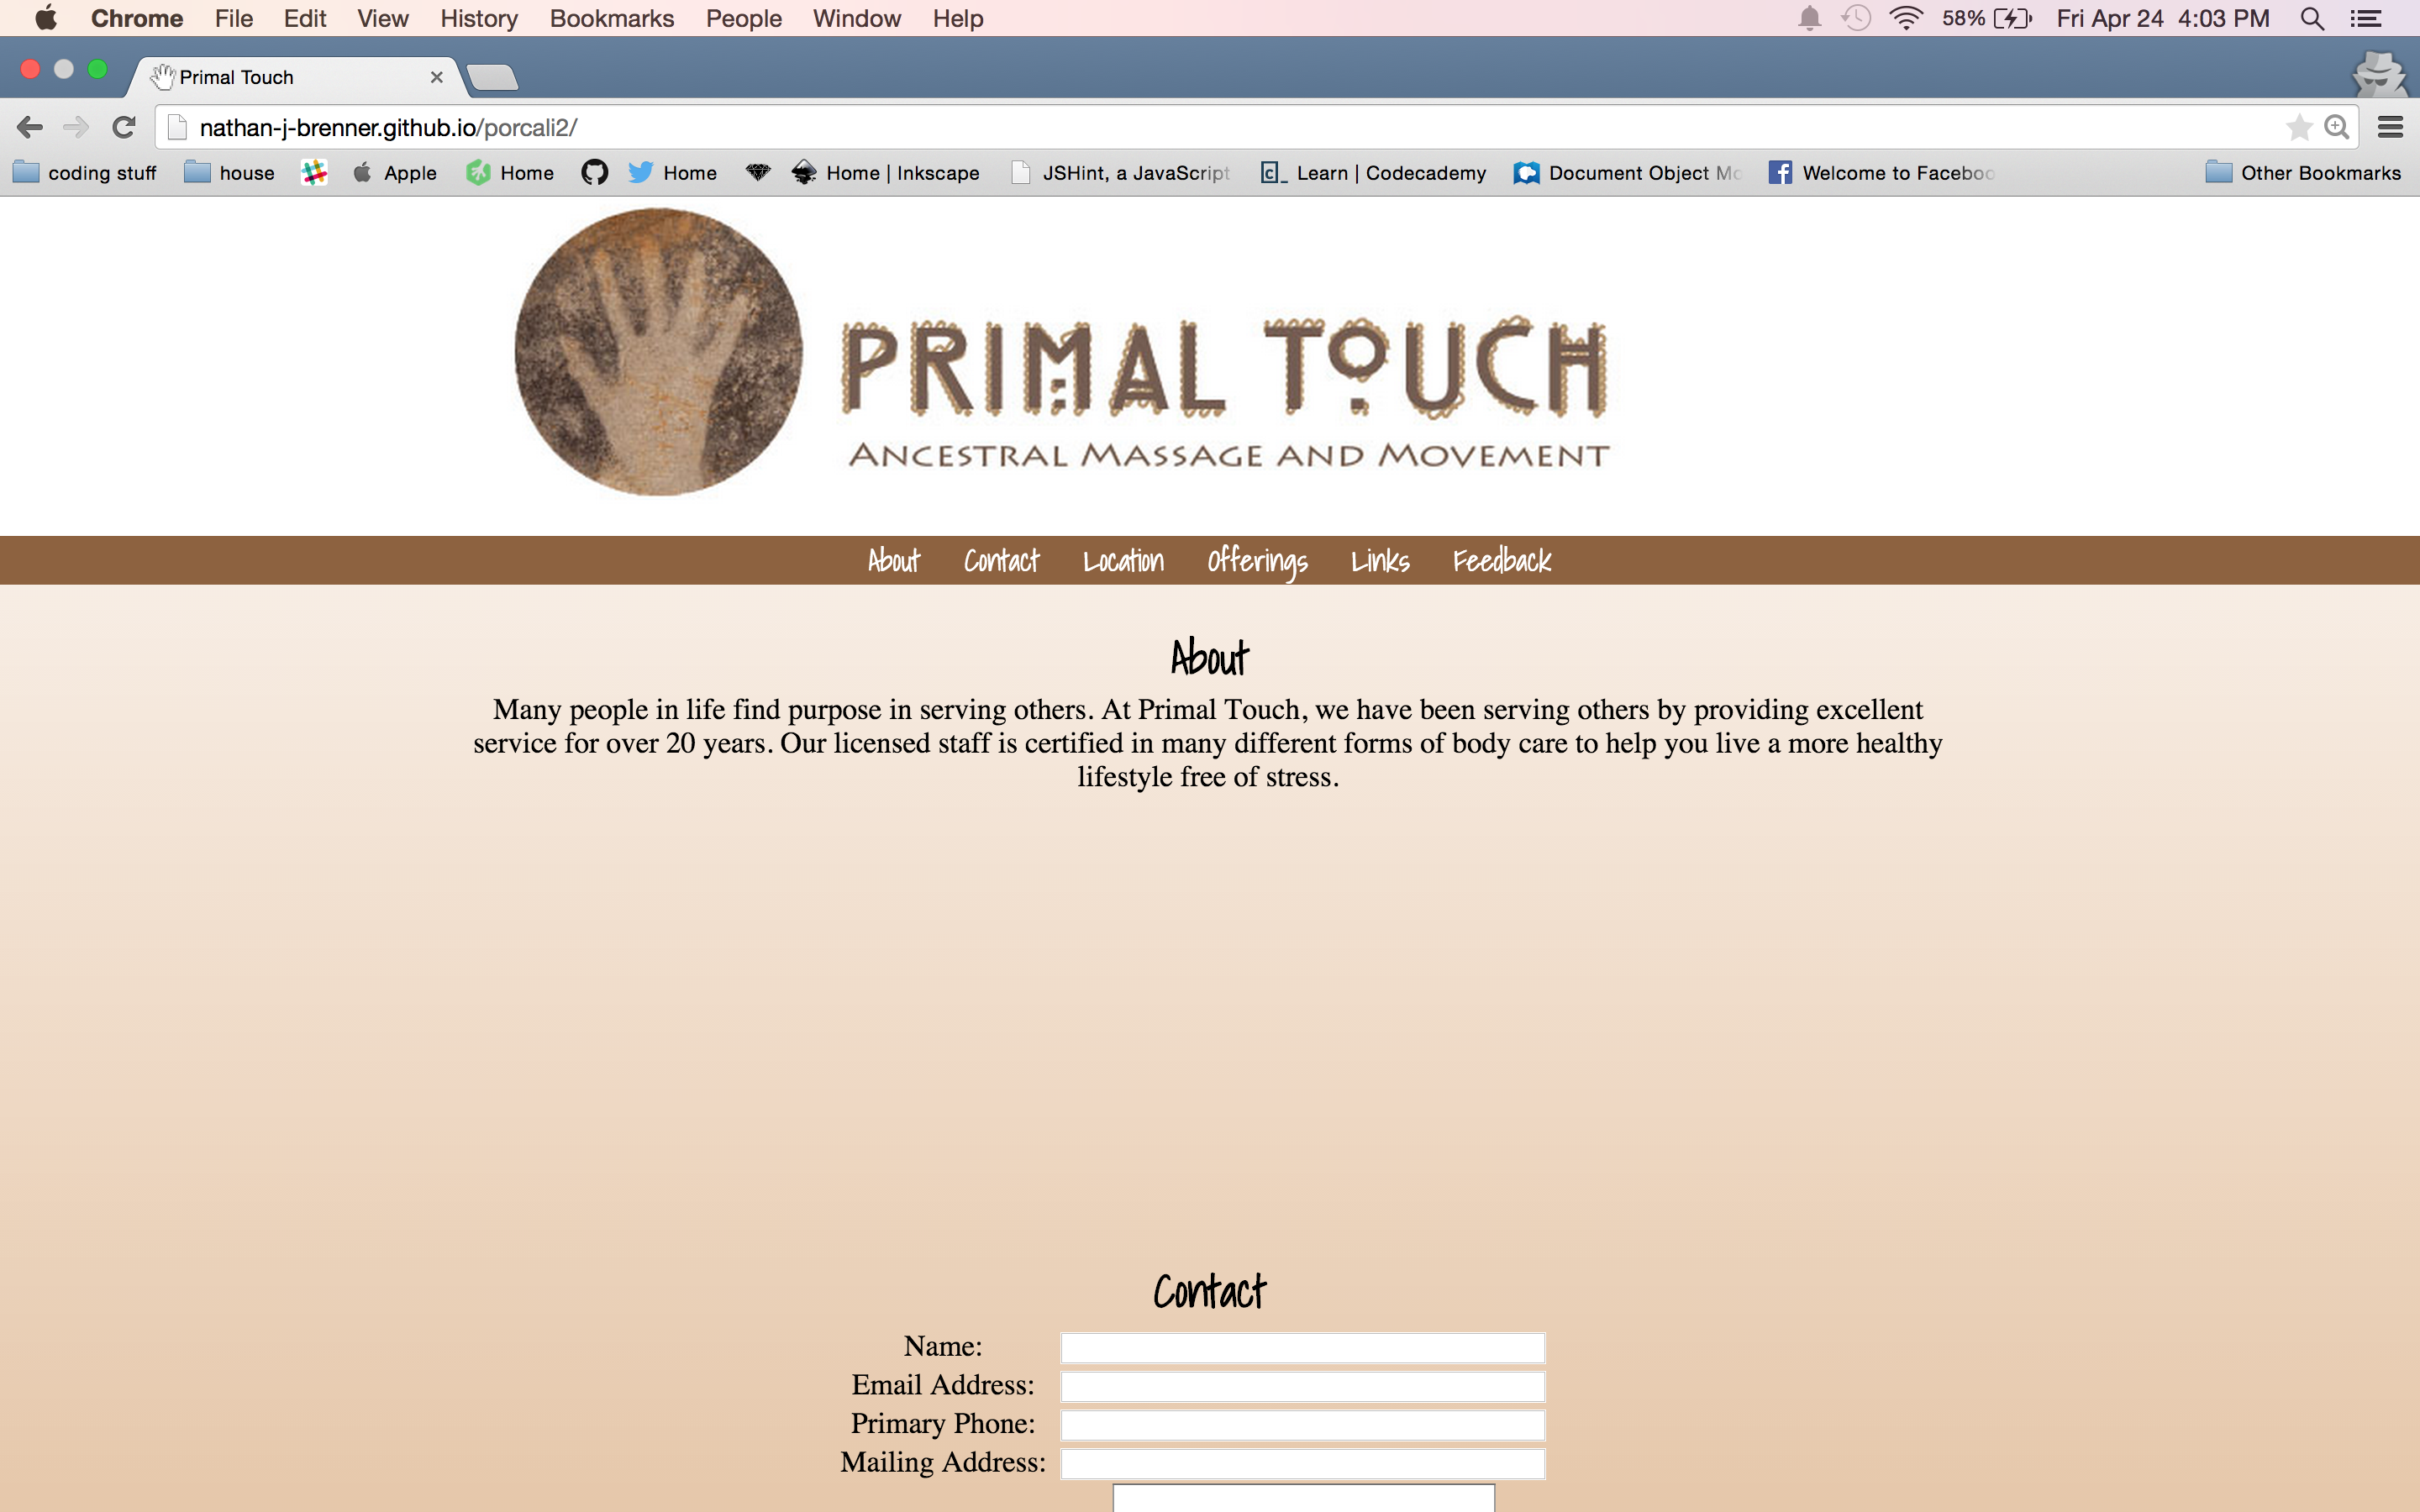 Chrome File Edit View History Bookmarks People Window Help 58% Fri Apr 24 4:03 PM
Primal Touch
nathan-j-brenner.github.io/porcali2/
coding stuff house Apple Home Home Home | Inkscape JSHint, a JavaScript Learn | Codecademy Document Object Mo Welcome to Faceboo Other Bookmarks
PRIMAL TOUCH
ANCESTRAL MASSAGE AND MOVEMENT
About Contact Location Offerings Links Feedback
About
Many people in life find purpose in serving others. At Primal Touch, we have been serving others by providing excellent
service for over 20 years. Our licensed staff is certified in many different forms of body care to help you live a more healthy
lifestyle free of stress.
Contact
Name:
Email Address:
Primary Phone:
Mailing Address: